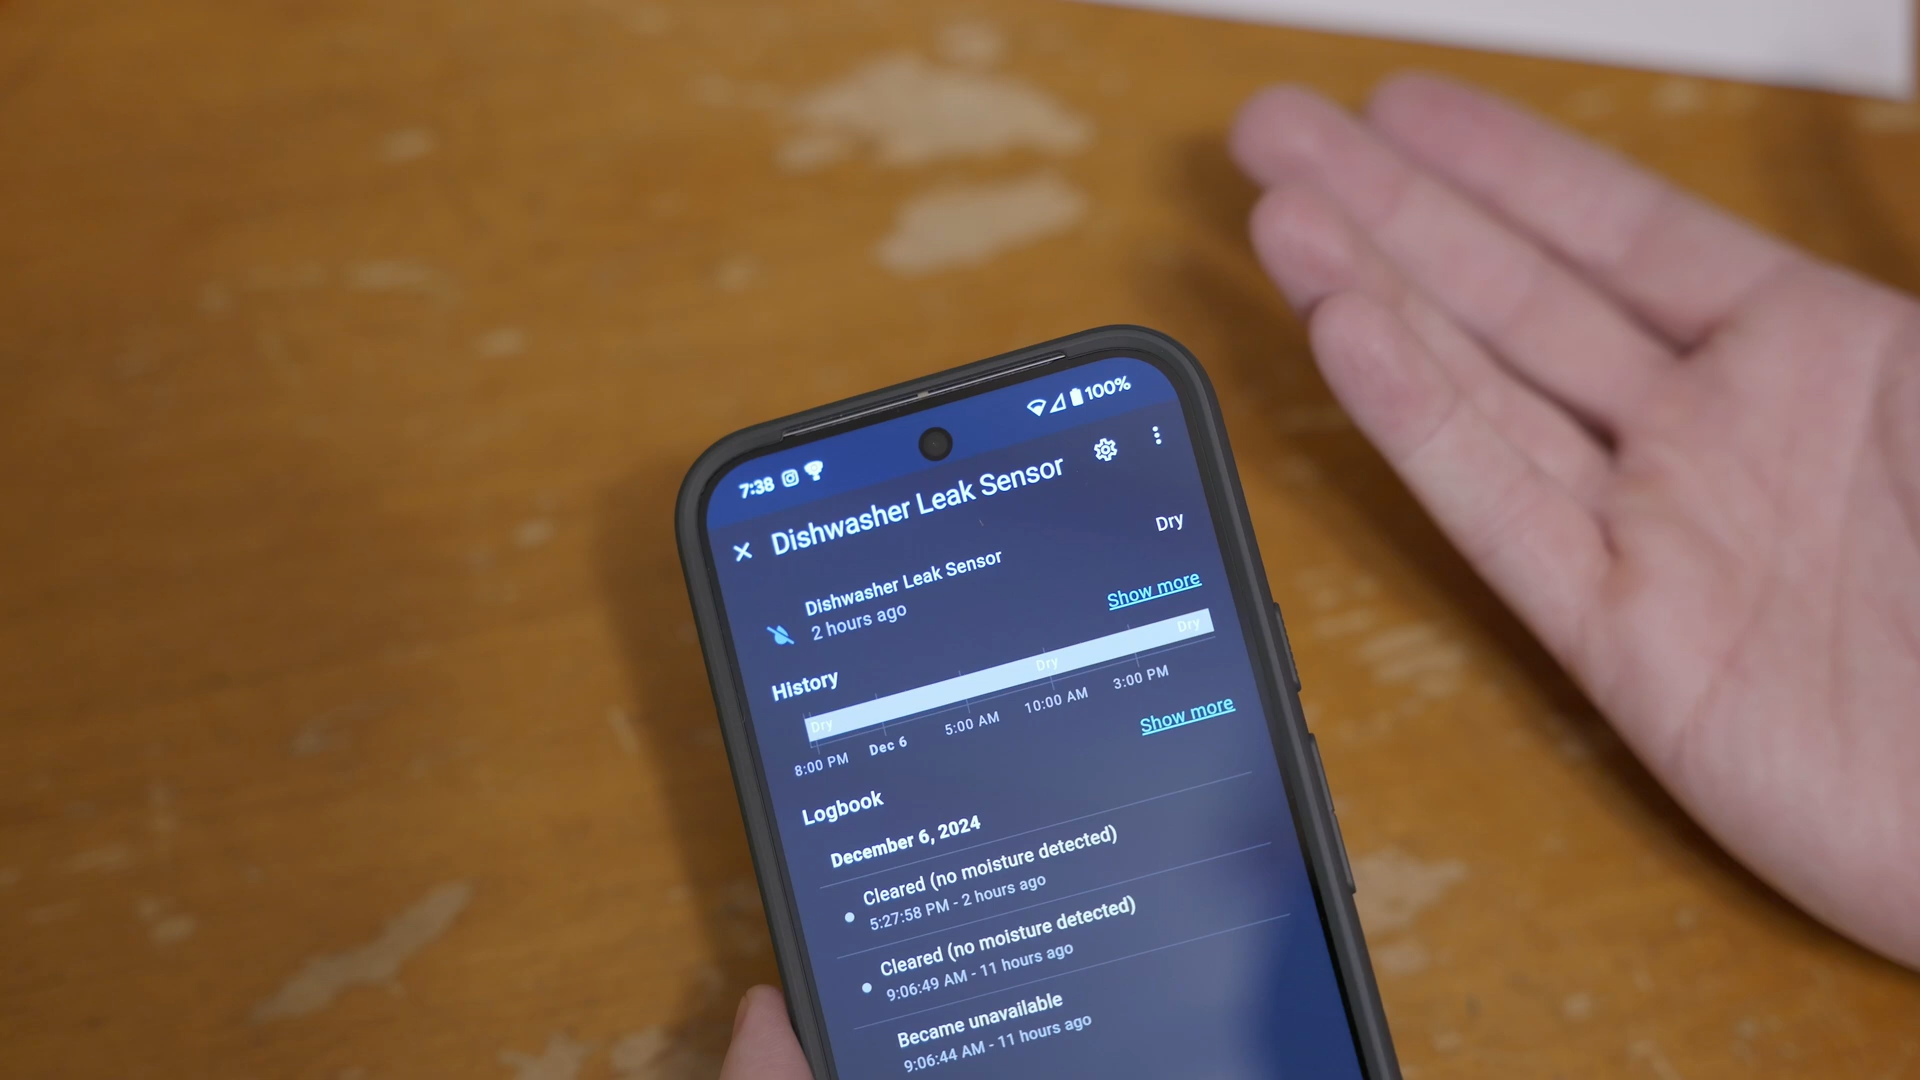 7:38 100%
Dishwasher Leak Sensor
Dishwasher Leak Sensor Dry
2 hours ago
History Show more
Dry Dry Dry
8:00 PM Dec 6 5:00 AM 10:00 AM 3:00 PM
Logbook Show more
December 6, 2024
Cleared (no moisture detected)
5:27:58 PM - 2 hours ago
Cleared (no moisture detected)
9:06:49 AM - 11 hours ago
Became unavailable
9:06:44 AM - 11 hours ago